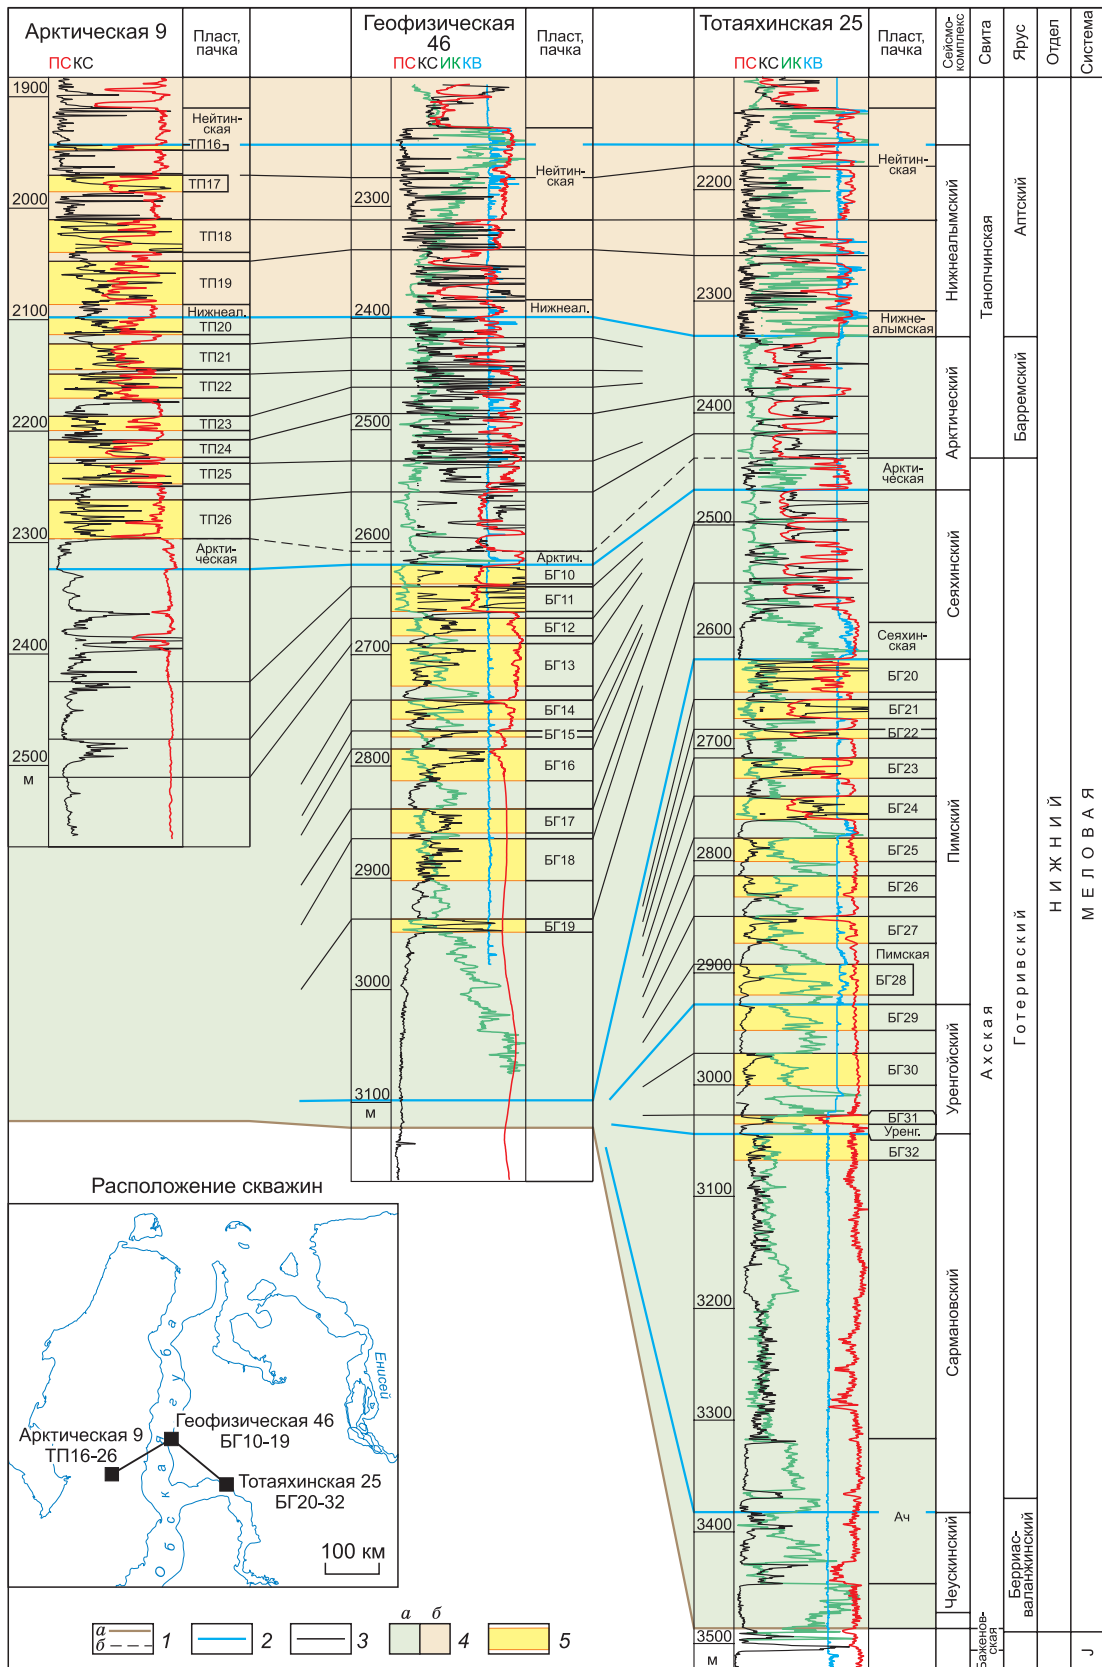 Арктическая 9
Пласт,
пачка
ПС КС
1900
2000
2100
2200
2300
2400
2500
м
Нейтин-
ская
ТП16
ТП17
ТП18
ТП19
Нижнеал.
ТП20
ТП21
ТП22
ТП23
ТП24
ТП25
ТП26
Аркти-
ческая
Геофизическая
46
Пласт,
пачка
ПС КС ИК КВ
2300
2400
2500
2600
2700
2800
2900
3000
3100
м
Нейтин-
ская
Нижнеал.
Арктич.
БГ10
БГ11
БГ12
БГ13
БГ14
БГ15
БГ16
БГ17
БГ18
БГ19
Тотаяхинская 25
Пласт,
пачка
ПС КС ИК КВ
2200
2300
2400
2500
2600
2700
2800
2900
3000
3100
3200
3300
3400
3500
м
Нейтин-
ская
Нижне-
алымская
Аркти-
ческая
Сеяхин-
ская
БГ20
БГ21
БГ22
БГ23
БГ24
БГ25
БГ26
БГ27
Пимская
БГ28
БГ29
БГ30
БГ31
Уренг.
БГ32
Ач
Сейсмо-
комплекс
Нижнеалымский
Арктический
Сеяхинский
Пимский
Уренгойский
Сармановский
Чеускинский
Свита
Танопчинская
Ахская
Баженов-
ская
Ярус
Аптский
Барремский
Готеривский
Берриас-
валанжинский
Отдел
НИЖНИЙ
Система
МЕЛОВАЯ
J
Расположение скважин
Обская губа
Енисей
Геофизическая 46
БГ10-19
Арктическая 9
ТП16-26
Тотаяхинская 25
БГ20-32
100 км
а
б
1
2
3
а б
4
5